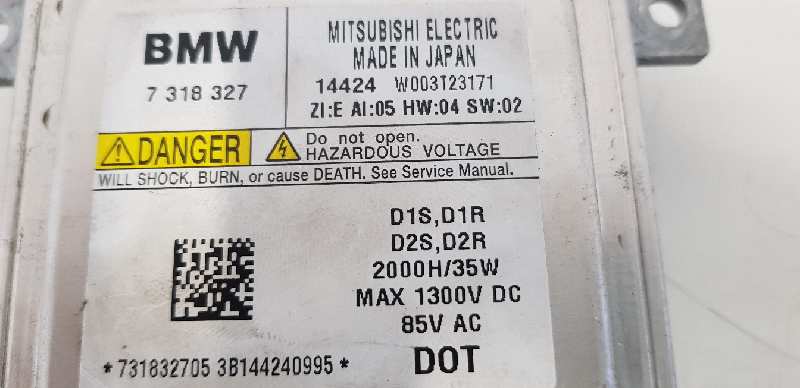 BMW
7 318 327
MITSUBISHI ELECTRIC
MADE IN JAPAN
14424 W003T23171
ZI:E AI:05 HW:04 SW:02
DANGER
Do not open.
HAZARDOUS VOLTAGE
WILL SHOCK, BURN, or cause DEATH. See Service Manual.
D1S,D1R
D2S,D2R
2000H/35W
MAX 1300V DC
85V AC
*731832705 3B144240995*
DOT